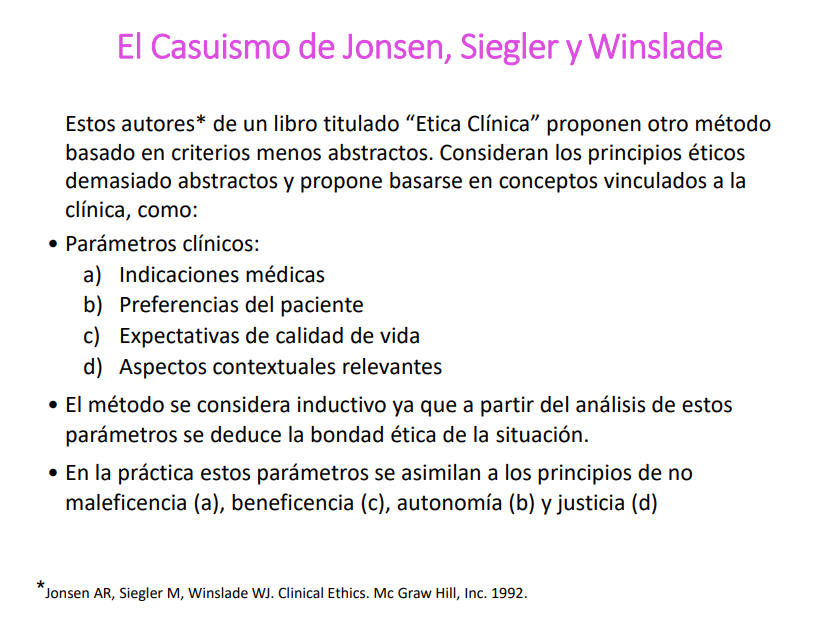 El Casuismo de Jonsen, Siegler y Winslade
Estos autores* de un libro titulado “Etica Clínica” proponen otro método
basado en criterios menos abstractos. Consideran los principios éticos
demasiado abstractos y propone basarse en conceptos vinculados a la
clínica, como:
• Parámetros clínicos:
a) Indicaciones médicas
b) Preferencias del paciente
c) Expectativas de calidad de vida
d) Aspectos contextuales relevantes
• El método se considera inductivo ya que a partir del análisis de estos
parámetros se deduce la bondad ética de la situación.
• En la práctica estos parámetros se asimilan a los principios de no
maleficencia (a), beneficencia (c), autonomía (b) y justicia (d)
*Jonsen AR, Siegler M, Winslade WJ. Clinical Ethics. Mc Graw Hill, Inc. 1992.